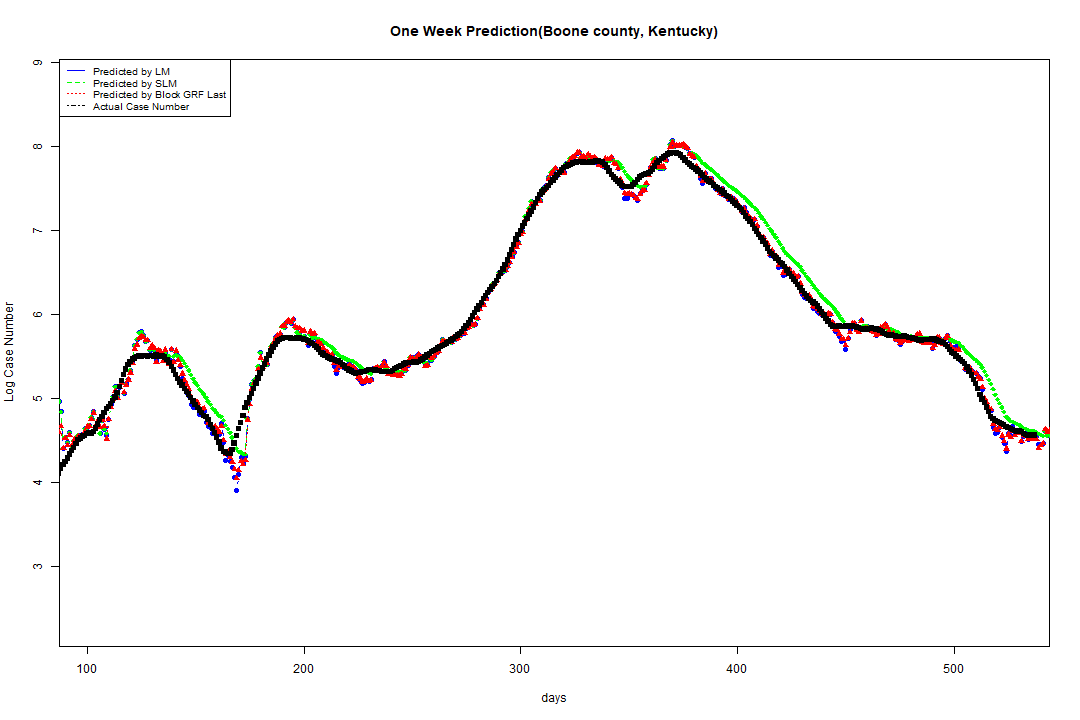 One Week Prediction(Boone county, Kentucky)
Predicted by LM
Predicted by SLM
Predicted by Block GRF Last
Actual Case Number
9
8
7
6
5
4
3
Log Case Number
100 200 300 400 500
days